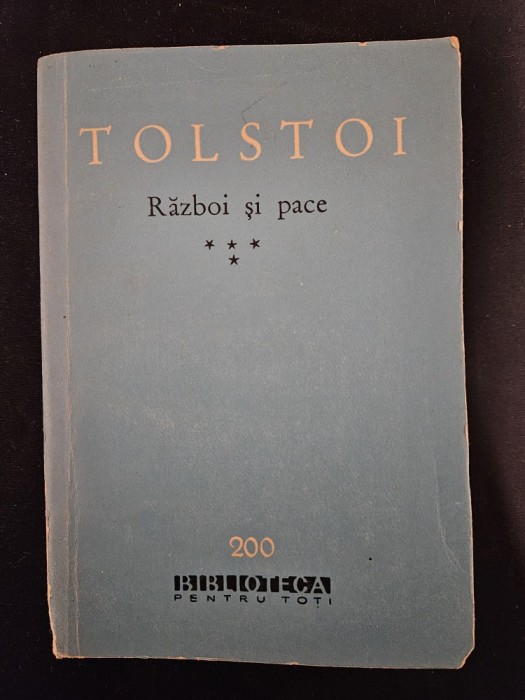 TOLSTOI
Război şi pace
★ ★ ★
★
200
BIBLIOTECA
PENTRU TOŢI